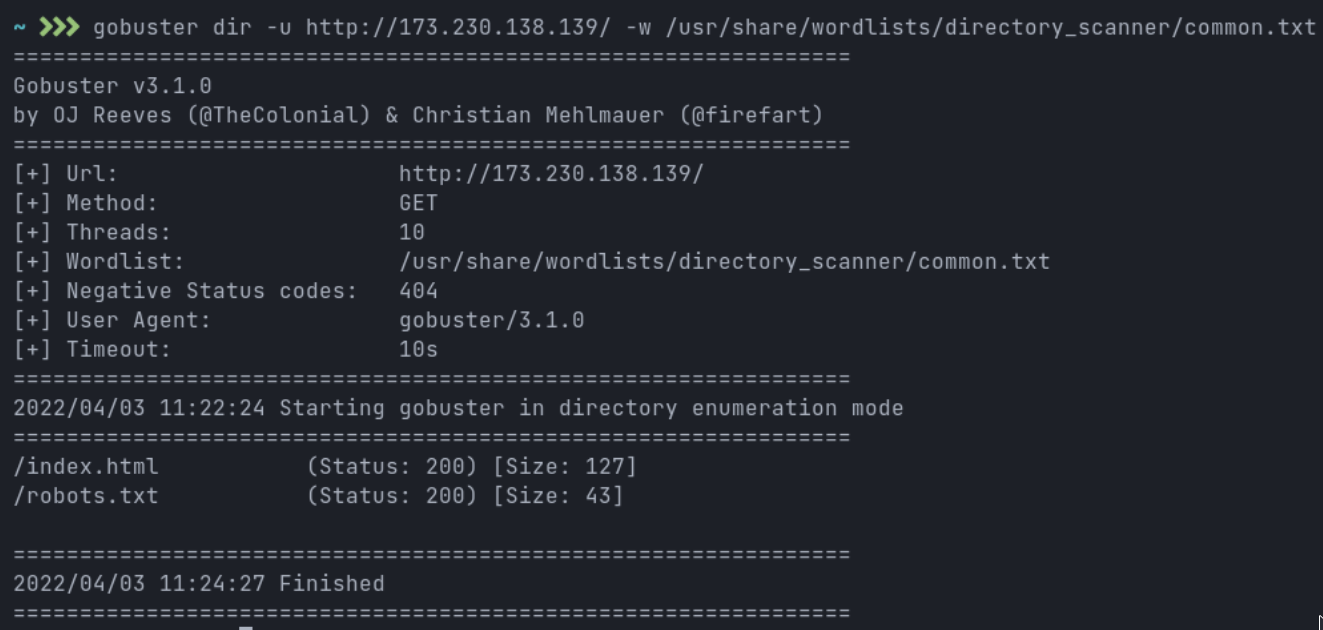 ~ ❯❯❯ gobuster dir -u http://173.230.138.139/ -w /usr/share/wordlists/directory_scanner/common.txt
===============================================================
Gobuster v3.1.0
by OJ Reeves (@TheColonial) & Christian Mehlmauer (@firefart)
===============================================================
[+] Url:                     http://173.230.138.139/
[+] Method:                  GET
[+] Threads:                 10
[+] Wordlist:                /usr/share/wordlists/directory_scanner/common.txt
[+] Negative Status codes:   404
[+] User Agent:              gobuster/3.1.0
[+] Timeout:                 10s
===============================================================
2022/04/03 11:22:24 Starting gobuster in directory enumeration mode
===============================================================
/index.html           (Status: 200) [Size: 127]
/robots.txt           (Status: 200) [Size: 43]
===============================================================
2022/04/03 11:24:27 Finished
===============================================================